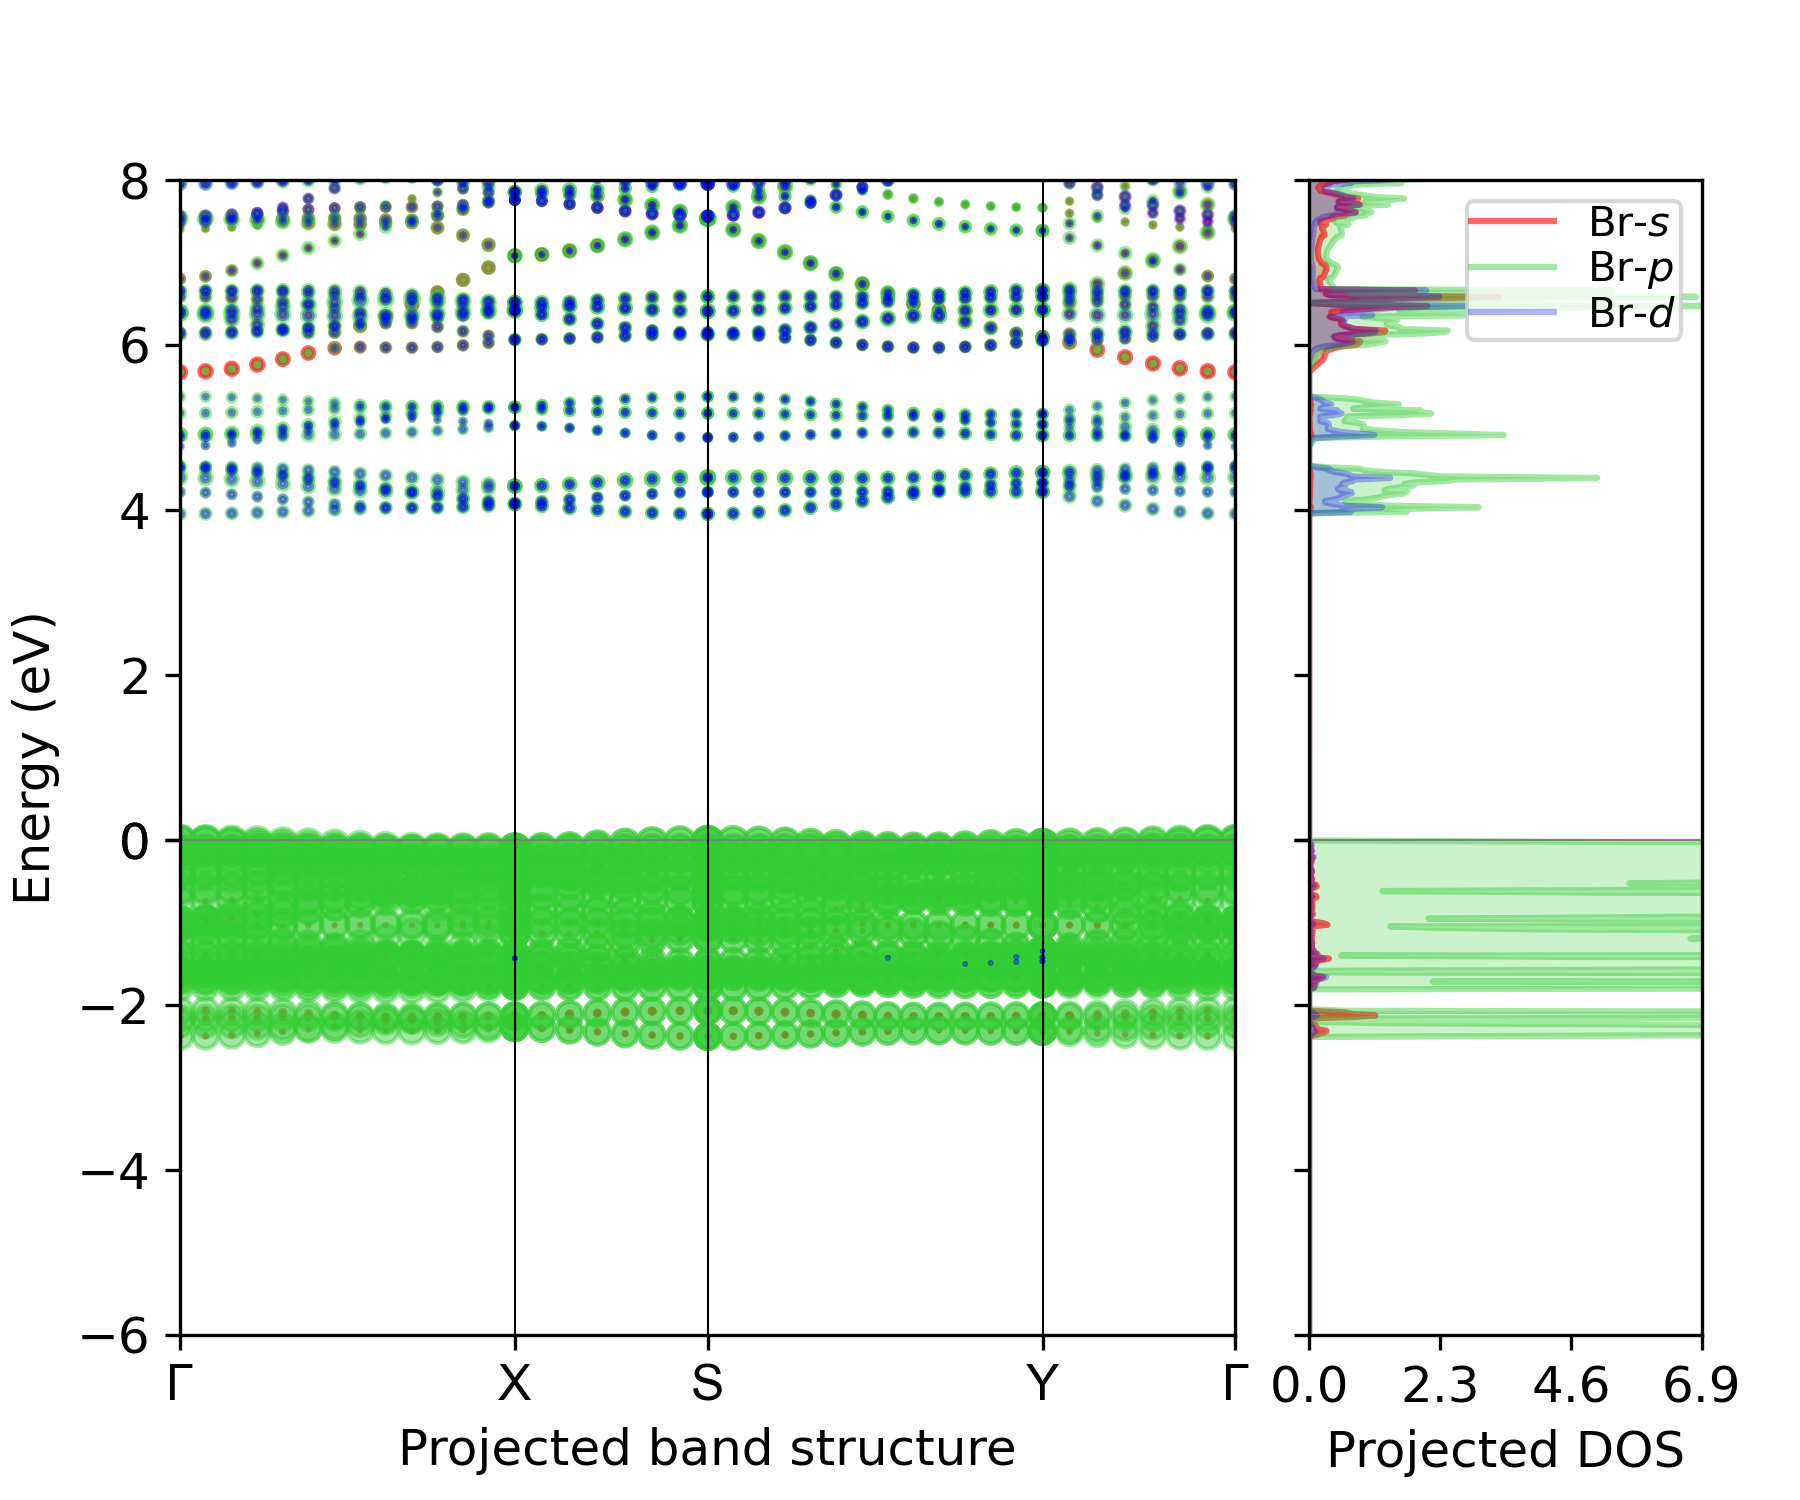 8
6
4
2
0
−2
−4
−6
Energy (eV)
Γ X S Y Γ
Projected band structure
Br-s
Br-p
Br-d
0.0 2.3 4.6 6.9
Projected DOS